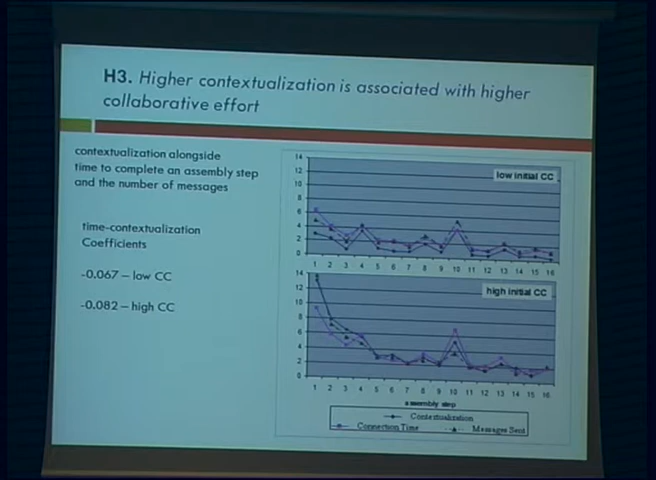 H3. Higher contextualization is associated with higher
collaborative effort
contextualization alongside
time to complete an assembly step
and the number of messages
time-contextualization
Coefficients
-0.067 – low CC
-0.082 – high CC
low initial CC
14
12
10
8
6
4
2
0
1 2 3 4 5 6 7 8 9 10 11 12 13 14 15 16
high initial CC
14
12
10
8
6
4
2
0
1 2 3 4 5 6 7 8 9 10 11 12 13 14 15 16
assembly step
Contextualization
Connection Time
Messages Sent